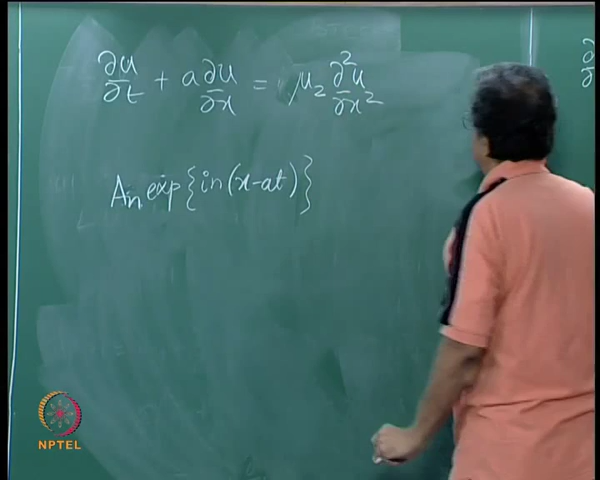 ∂u/∂t + a ∂u/∂x = μ₂ ∂²u/∂x²
Aₙ exp{in(x-at)}
∂
∂
NPTEL